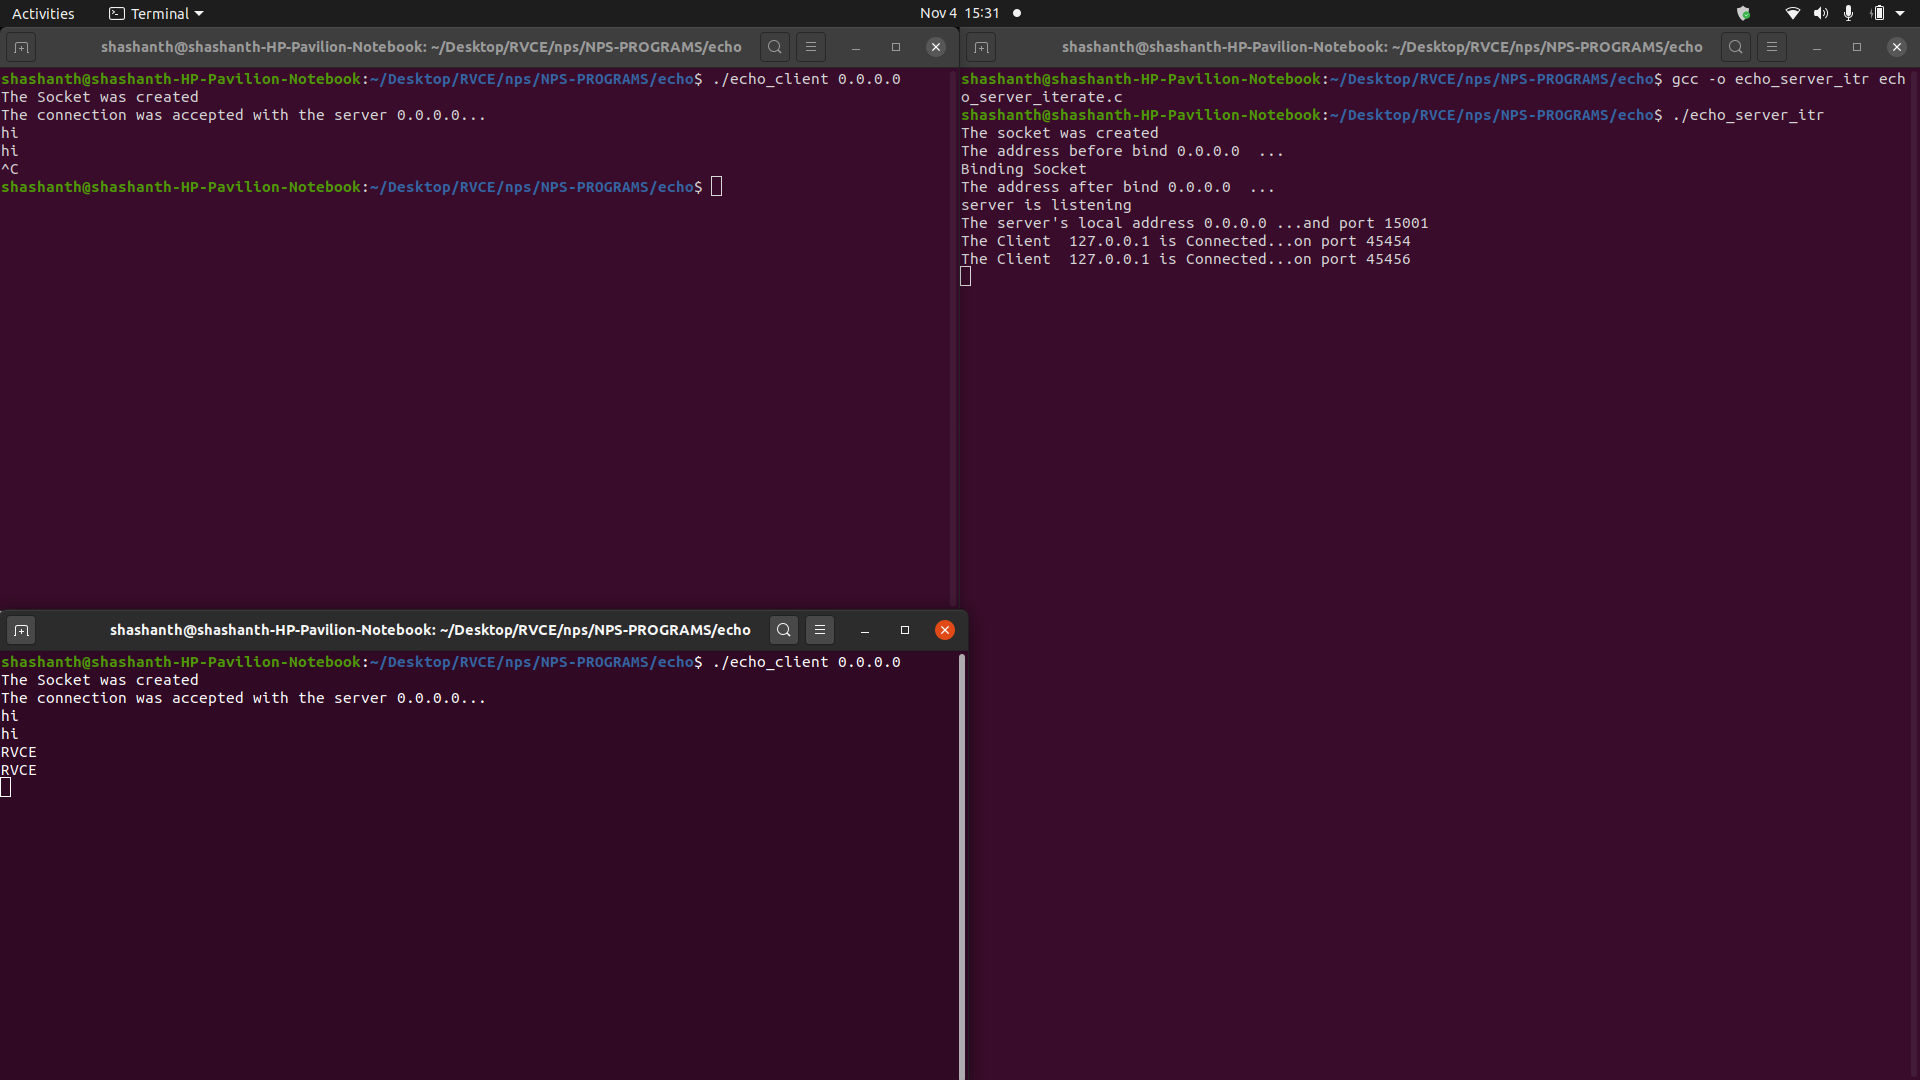 Activities Terminal Nov 4 15:31
shashanth@shashanth-HP-Pavilion-Notebook: ~/Desktop/RVCE/nps/NPS-PROGRAMS/echo
shashanth@shashanth-HP-Pavilion-Notebook:~/Desktop/RVCE/nps/NPS-PROGRAMS/echo$ ./echo_client 0.0.0.0
The Socket was created
The connection was accepted with the server 0.0.0.0...
hi
hi
^C
shashanth@shashanth-HP-Pavilion-Notebook:~/Desktop/RVCE/nps/NPS-PROGRAMS/echo$
shashanth@shashanth-HP-Pavilion-Notebook: ~/Desktop/RVCE/nps/NPS-PROGRAMS/echo
shashanth@shashanth-HP-Pavilion-Notebook:~/Desktop/RVCE/nps/NPS-PROGRAMS/echo$ gcc -o echo_server_itr ech
o_server_iterate.c
shashanth@shashanth-HP-Pavilion-Notebook:~/Desktop/RVCE/nps/NPS-PROGRAMS/echo$ ./echo_server_itr
The socket was created
The address before bind 0.0.0.0  ...
Binding Socket
The address after bind 0.0.0.0  ...
server is listening
The server's local address 0.0.0.0 ...and port 15001
The Client  127.0.0.1 is Connected...on port 45454
The Client  127.0.0.1 is Connected...on port 45456
shashanth@shashanth-HP-Pavilion-Notebook: ~/Desktop/RVCE/nps/NPS-PROGRAMS/echo
shashanth@shashanth-HP-Pavilion-Notebook:~/Desktop/RVCE/nps/NPS-PROGRAMS/echo$ ./echo_client 0.0.0.0
The Socket was created
The connection was accepted with the server 0.0.0.0...
hi
hi
RVCE
RVCE